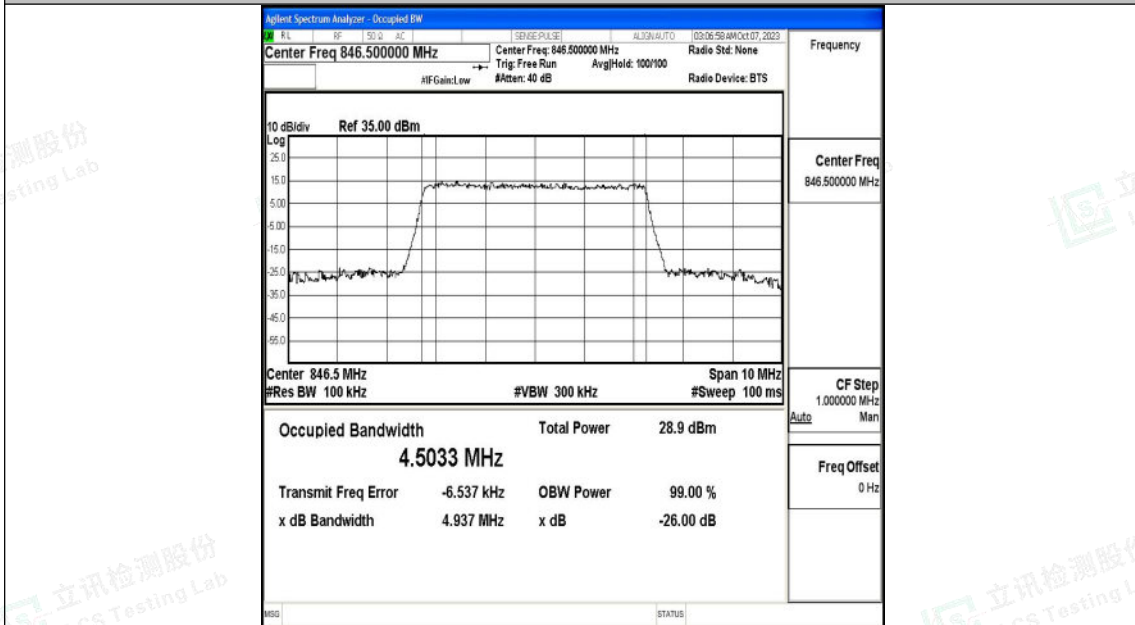 Agilent Spectrum Analyzer - Occupied BW
RL RF 50 Ω AC SENSE:PULSE ALIGNAUTO 03:06:58 AM Oct 07, 2023
Center Freq 846.500000 MHz
Center Freq: 846.500000 MHz
Radio Std: None
Trig: Free Run Avg|Hold: 100/100
#IFGain:Low #Atten: 40 dB Radio Device: BTS
Frequency
10 dB/div Ref 35.00 dBm
Log
25.0
15.0
5.00
-5.00
-15.0
-25.0
-35.0
-45.0
-55.0
Center 846.5 MHz Span 10 MHz
#Res BW 100 kHz #VBW 300 kHz #Sweep 100 ms
Center Freq
846.500000 MHz
CF Step
1.000000 MHz
Auto Man
Freq Offset
0 Hz
Occupied Bandwidth Total Power 28.9 dBm
4.5033 MHz
Transmit Freq Error -6.537 kHz OBW Power 99.00 %
x dB Bandwidth 4.937 MHz x dB -26.00 dB
MSG STATUS
测股份
sting Lab
立
立讯检测股份
CS Testing Lab
立讯检测股份
CS Testing L